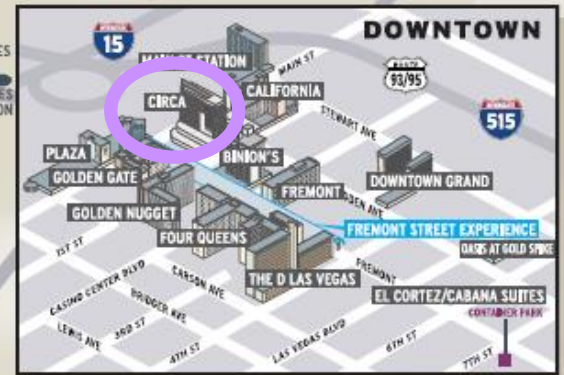 DOWNTOWN
15
MAIN ST STATION
MAIN ST
93/95
CIRCA
CALIFORNIA
515
STEWART AVE
PLAZA
BINION'S
GOLDEN GATE
DOWNTOWN GRAND
FREMONT
OGDEN AVE
GOLDEN NUGGET
FREMONT STREET EXPERIENCE
FOUR QUEENS
OASIS AT GOLD SPIKE
1ST ST
CARSON AVE
THE D LAS VEGAS
FREMONT
CASINO CENTER BLVD
BRIDGER AVE
EL CORTEZ/CABANA SUITES
CONTAINER PARK
LEWIS AVE
3RD ST
4TH ST
LAS VEGAS BLVD
6TH ST
7TH ST